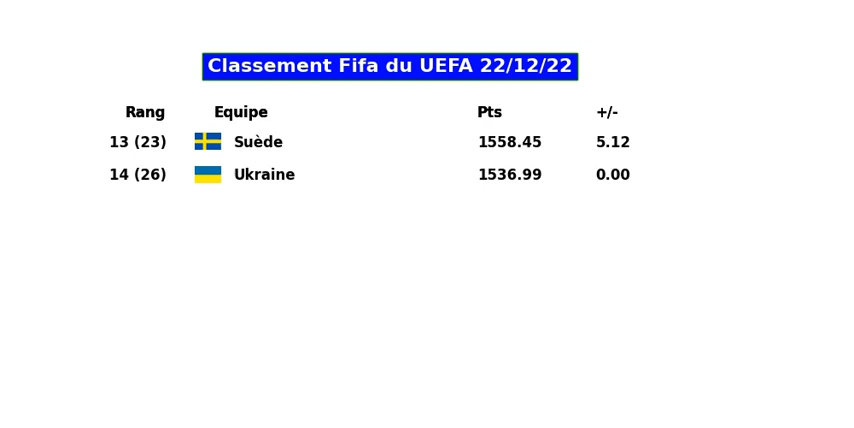 Classement Fifa du UEFA 22/12/22
Rang Equipe Pts +/-
13 (23) Suède 1558.45 5.12
14 (26) Ukraine 1536.99 0.00